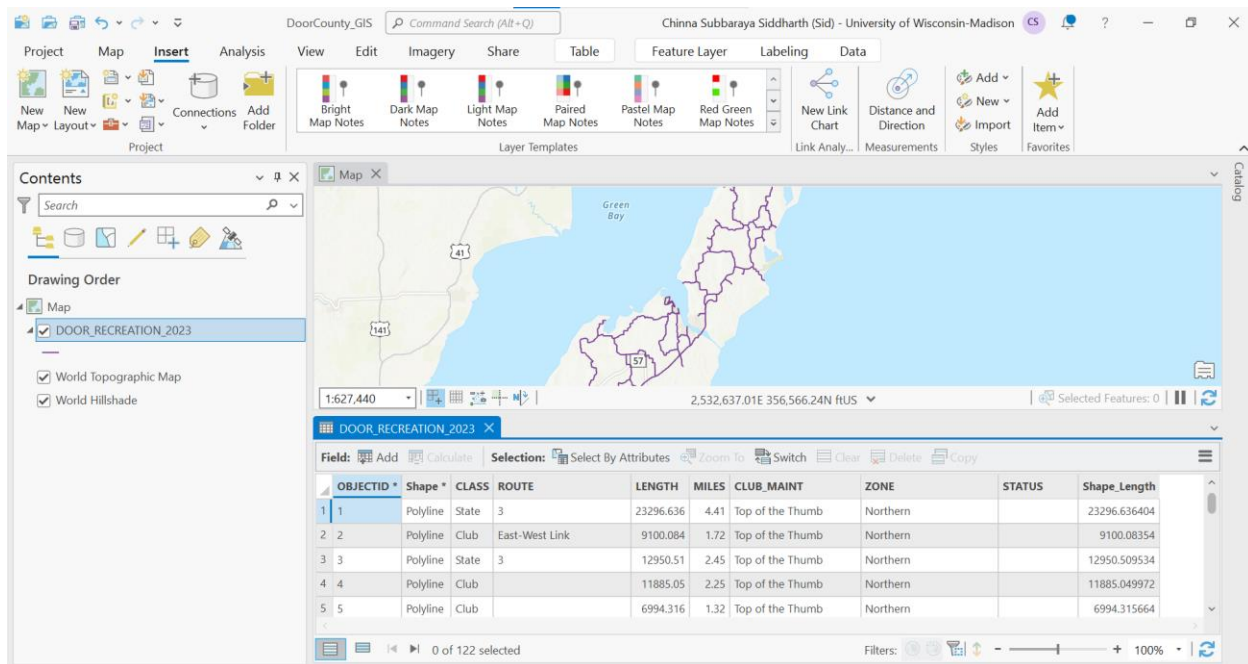 DoorCounty_GIS Command Search (Alt+Q) Chinna Subbaraya Siddharth (Sid) - University of Wisconsin-Madison CS ?
Project Map Insert Analysis View Edit Imagery Share Table Feature Layer Labeling Data
New Map
New Layout
Connections
Add Folder
Project
Bright Map Notes
Dark Map Notes
Light Map Notes
Paired Map Notes
Pastel Map Notes
Red Green Map Notes
Layer Templates
New Link Chart
Link Analy...
Distance and Direction
Measurements
Add
New
Import
Styles
Add Item
Favorites
Contents
Search
Drawing Order
Map
DOOR_RECREATION_2023
World Topographic Map
World Hillshade
Map
Catalog
Green
Bay
41
141
57
1:627,440 2,532,637.01E 356,566.24N ftUS Selected Features: 0
DOOR_RECREATION_2023
Field: Add Calculate Selection: Select By Attributes Zoom To Switch Clear Delete Copy
OBJECTID * Shape * CLASS ROUTE LENGTH MILES CLUB_MAINT ZONE STATUS Shape_Length
1 1 Polyline State 3 23296.636 4.41 Top of the Thumb Northern 23296.636404
2 2 Polyline Club East-West Link 9100.084 1.72 Top of the Thumb Northern 9100.08354
3 3 Polyline State 3 12950.51 2.45 Top of the Thumb Northern 12950.509534
4 4 Polyline Club 11885.05 2.25 Top of the Thumb Northern 11885.049972
5 5 Polyline Club 6994.316 1.32 Top of the Thumb Northern 6994.315664
0 of 122 selected Filters: - + 100%